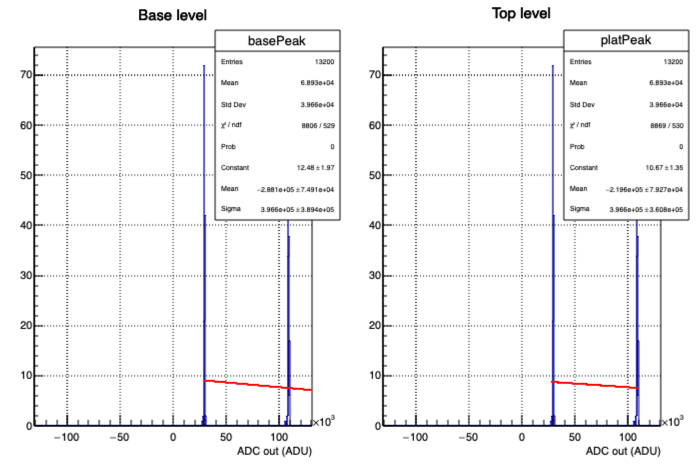 Base level
basePeak
Entries 13200
Mean 6.893e+04
Std Dev 3.966e+04
χ² / ndf 8806 / 529
Prob 0
Constant 12.48 ± 1.97
Mean −2.881e+05 ± 7.491e+04
Sigma 3.966e+05 ± 3.894e+05
70
60
50
40
30
20
10
0
−100 −50 0 50 100 ×10³
ADC out (ADU)
Top level
platPeak
Entries 13200
Mean 6.893e+04
Std Dev 3.966e+04
χ² / ndf 8869 / 530
Prob 0
Constant 10.67 ± 1.35
Mean −2.196e+05 ± 7.927e+04
Sigma 3.966e+05 ± 3.608e+05
70
60
50
40
30
20
10
0
−100 −50 0 50 100 ×10³
ADC out (ADU)